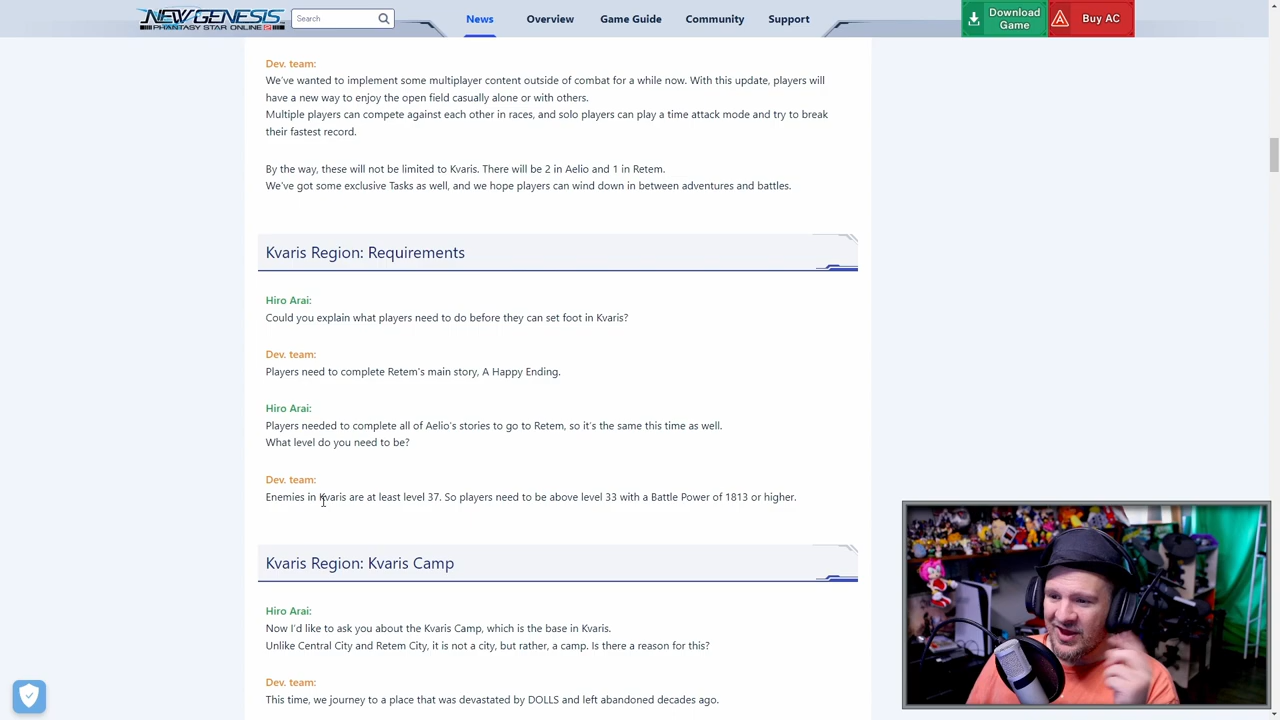 NEW GENESIS
PHANTASY STAR ONLINE 2
Search
News
Overview
Game Guide
Community
Support
Download
Game
Buy AC
Dev. team:
We've wanted to implement some multiplayer content outside of combat for a while now. With this update, players will
have a new way to enjoy the open field casually alone or with others.
Multiple players can compete against each other in races, and solo players can play a time attack mode and try to break
their fastest record.
By the way, these will not be limited to Kvaris. There will be 2 in Aelio and 1 in Retem.
We've got some exclusive Tasks as well, and we hope players can wind down in between adventures and battles.
Kvaris Region: Requirements
Hiro Arai:
Could you explain what players need to do before they can set foot in Kvaris?
Dev. team:
Players need to complete Retem's main story, A Happy Ending.
Hiro Arai:
Players needed to complete all of Aelio's stories to go to Retem, so it's the same this time as well.
What level do you need to be?
Dev. team:
Enemies in Kvaris are at least level 37. So players need to be above level 33 with a Battle Power of 1813 or higher.
Kvaris Region: Kvaris Camp
Hiro Arai:
Now I'd like to ask you about the Kvaris Camp, which is the base in Kvaris.
Unlike Central City and Retem City, it is not a city, but rather, a camp. Is there a reason for this?
Dev. team:
This time, we journey to a place that was devastated by DOLLS and left abandoned decades ago.